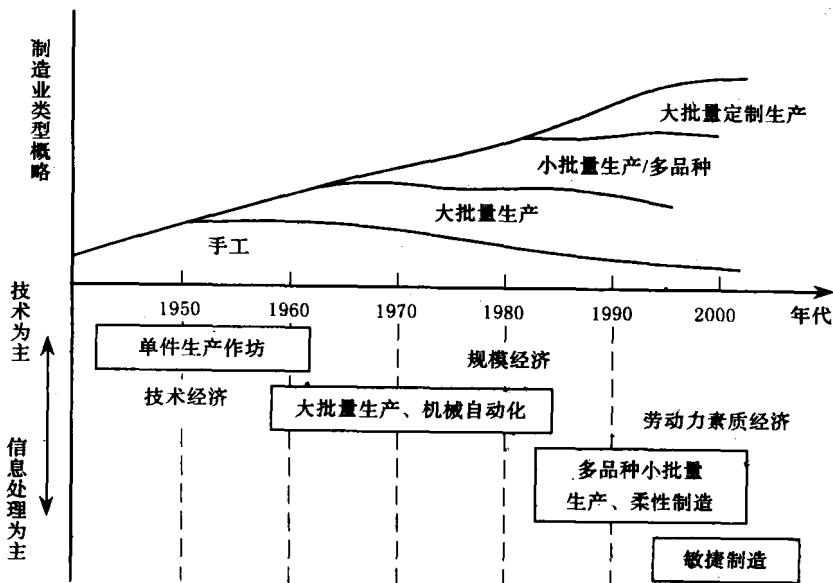 制造业类型概略
大批量定制生产
小批量生产/多品种
大批量生产
手工
1950
1960
1970
1980
1990
2000
年代
技术为主
信息处理为主
单件生产作坊
规模经济
技术经济
大批量生产、机械自动化
劳动力素质经济
多品种小批量
生产、柔性制造
敏捷制造